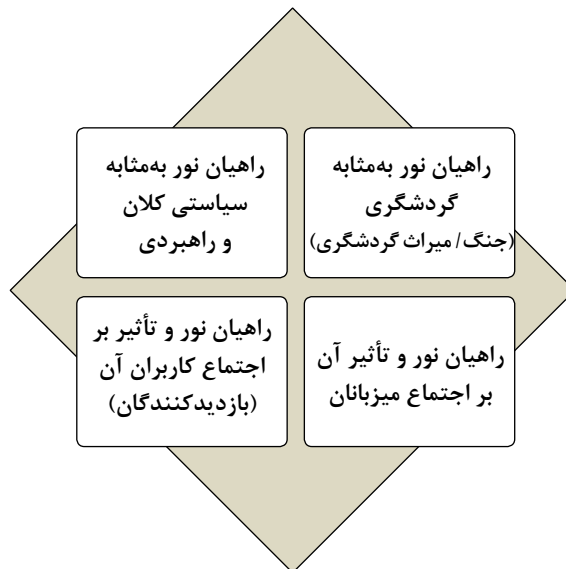 راهیان نور به‌مثابه
گردشگری
(جنگ/ میراث گردشگری)
راهیان نور به‌مثابه
سیاستی کلان
و راهبردی
راهیان نور و تأثیر آن
بر اجتماع میزبانان
راهیان نور و تأثیر بر
اجتماع کاربران آن
(بازدیدکنندگان)